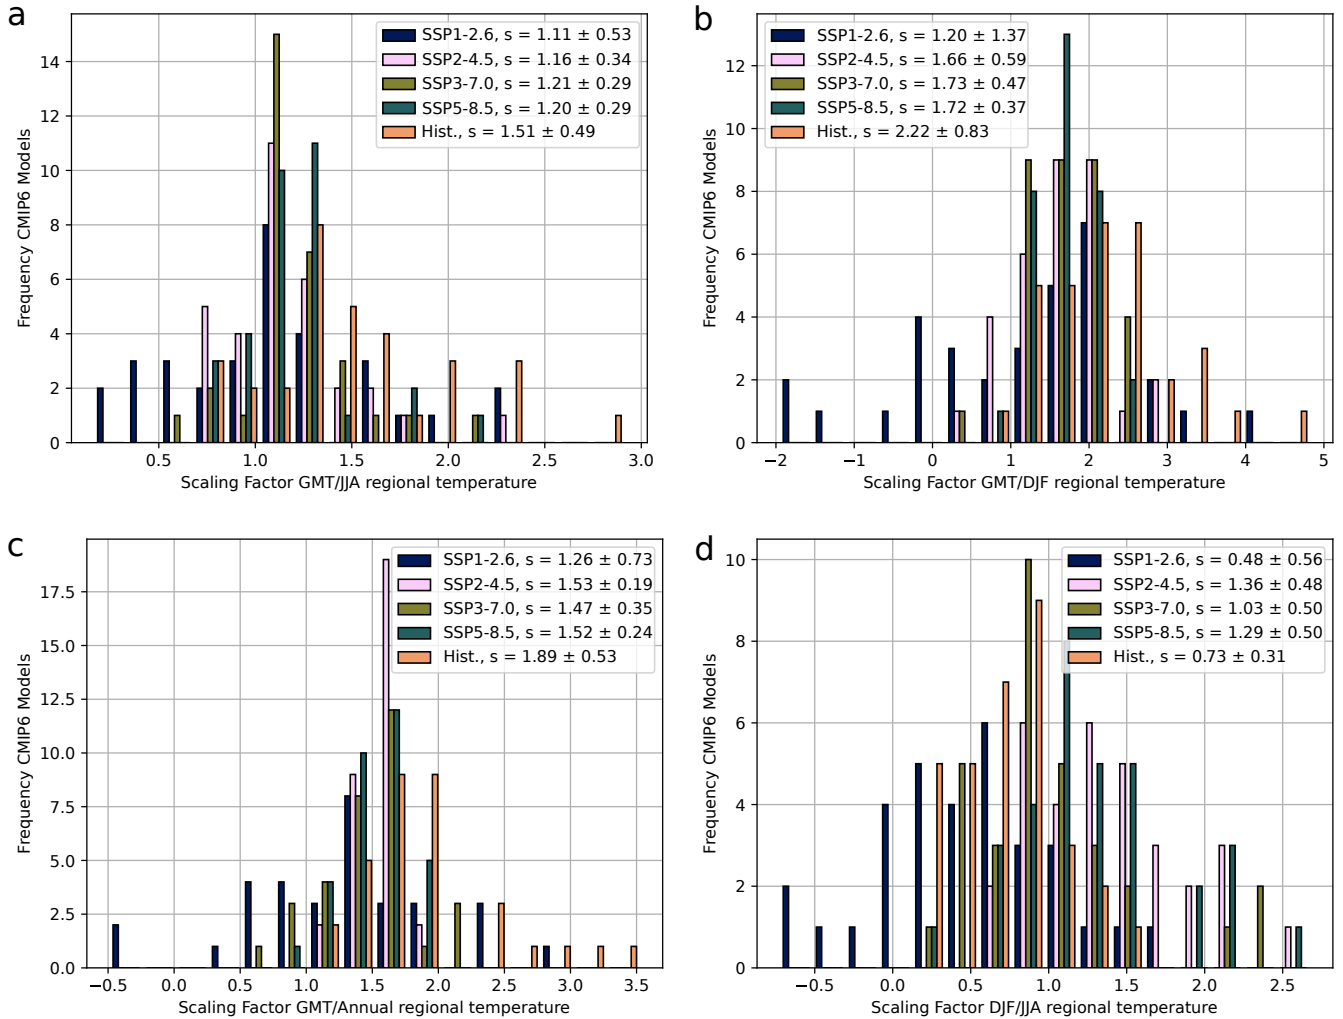 a
SSP1-2.6, s = 1.11 ± 0.53
SSP2-4.5, s = 1.16 ± 0.34
SSP3-7.0, s = 1.21 ± 0.29
SSP5-8.5, s = 1.20 ± 0.29
Hist., s = 1.51 ± 0.49
14
12
10
8
6
4
2
0
Frequency CMIP6 Models
0.5 1.0 1.5 2.0 2.5 3.0
Scaling Factor GMT/JJA regional temperature
b
SSP1-2.6, s = 1.20 ± 1.37
SSP2-4.5, s = 1.66 ± 0.59
SSP3-7.0, s = 1.73 ± 0.47
SSP5-8.5, s = 1.72 ± 0.37
Hist., s = 2.22 ± 0.83
12
10
8
6
4
2
0
Frequency CMIP6 Models
−2 −1 0 1 2 3 4 5
Scaling Factor GMT/DJF regional temperature
c
SSP1-2.6, s = 1.26 ± 0.73
SSP2-4.5, s = 1.53 ± 0.19
SSP3-7.0, s = 1.47 ± 0.35
SSP5-8.5, s = 1.52 ± 0.24
Hist., s = 1.89 ± 0.53
17.5
15.0
12.5
10.0
7.5
5.0
2.5
0.0
Frequency CMIP6 Models
−0.5 0.0 0.5 1.0 1.5 2.0 2.5 3.0 3.5
Scaling Factor GMT/Annual regional temperature
d
SSP1-2.6, s = 0.48 ± 0.56
SSP2-4.5, s = 1.36 ± 0.48
SSP3-7.0, s = 1.03 ± 0.50
SSP5-8.5, s = 1.29 ± 0.50
Hist., s = 0.73 ± 0.31
10
8
6
4
2
0
Frequency CMIP6 Models
−0.5 0.0 0.5 1.0 1.5 2.0 2.5
Scaling Factor DJF/JJA regional temperature